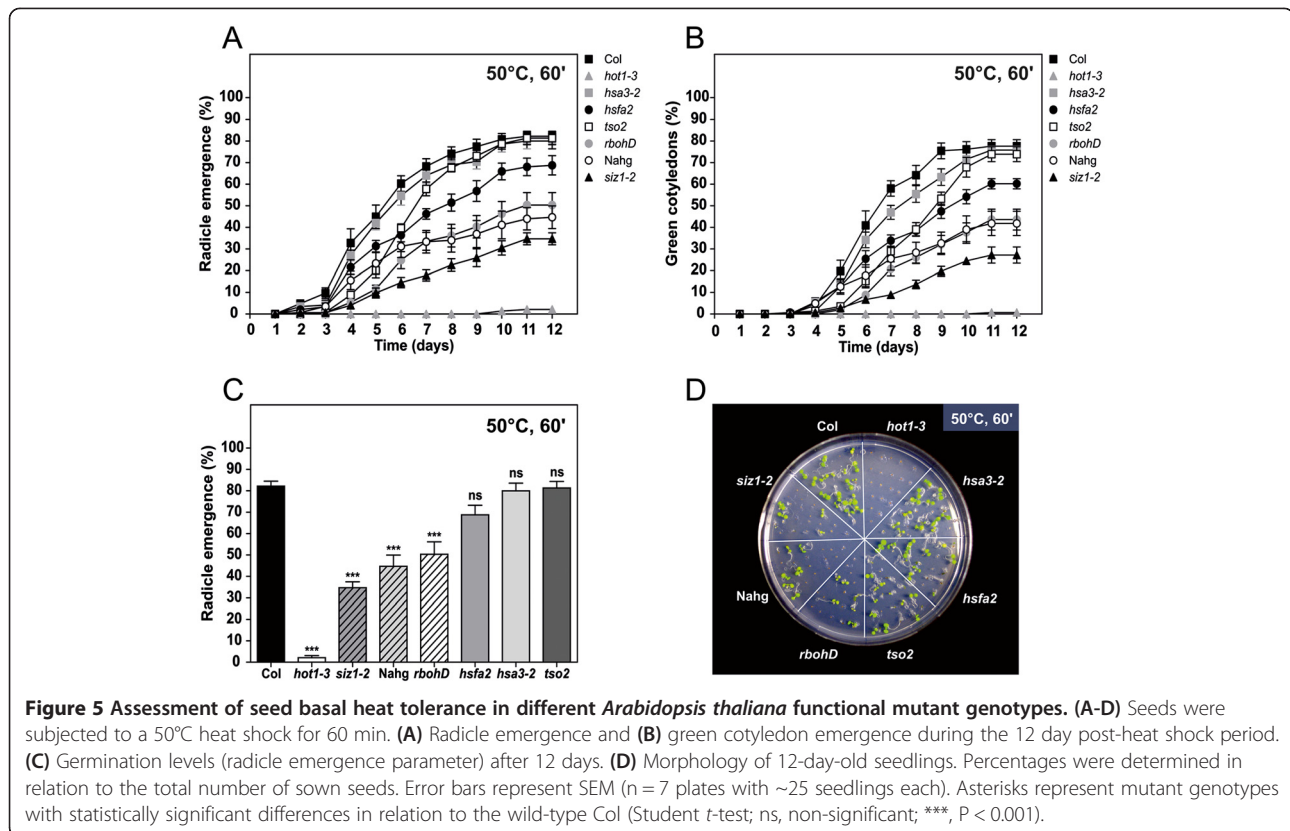 A
50°C, 60'
Radicle emergence (%)
100
90
80
70
60
50
40
30
20
10
0
0 1 2 3 4 5 6 7 8 9 10 11 12
Time (days)
Col
hot1-3
hsa3-2
hsfa2
tso2
rbohD
Nahg
siz1-2
B
50°C, 60'
Green cotyledons (%)
100
90
80
70
60
50
40
30
20
10
0
0 1 2 3 4 5 6 7 8 9 10 11 12
Time (days)
Col
hot1-3
hsa3-2
hsfa2
tso2
rbohD
Nahg
siz1-2
C
50°C, 60'
Radicle emergence (%)
100
90
80
70
60
50
40
30
20
10
0
*** *** *** *** ns ns ns
Col hot1-3 siz1-2 Nahg rbohD hsfa2 hsa3-2 tso2
D
50°C, 60'
Col
hot1-3
hsa3-2
hsfa2
tso2
rbohD
Nahg
siz1-2
Figure 5 Assessment of seed basal heat tolerance in different Arabidopsis thaliana functional mutant genotypes. (A-D) Seeds were
subjected to a 50°C heat shock for 60 min. (A) Radicle emergence and (B) green cotyledon emergence during the 12 day post-heat shock period.
(C) Germination levels (radicle emergence parameter) after 12 days. (D) Morphology of 12-day-old seedlings. Percentages were determined in
relation to the total number of sown seeds. Error bars represent SEM (n = 7 plates with ~25 seedlings each). Asterisks represent mutant genotypes
with statistically significant differences in relation to the wild-type Col (Student t-test; ns, non-significant; ***, P < 0.001).